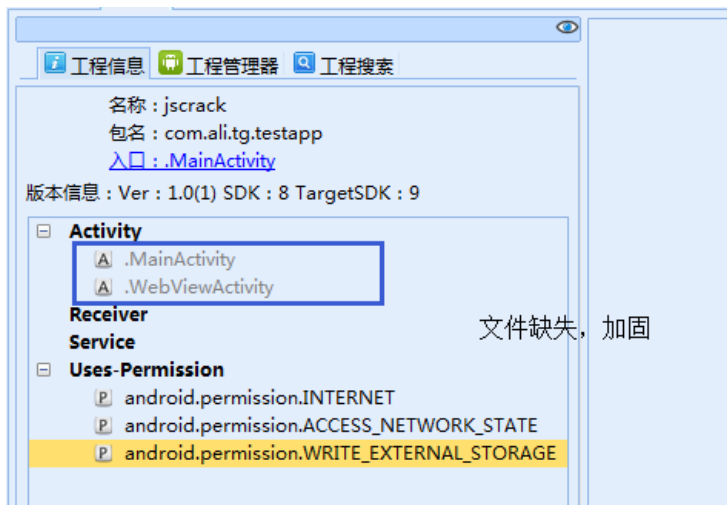 工程信息 工程管理器 工程搜索
名称：jscrack
包名：com.ali.tg.testapp
入口：.MainActivity
版本信息：Ver：1.0(1) SDK：8 TargetSDK：9
Activity
A .MainActivity
A .WebViewActivity
Receiver
Service
文件缺失，加固
Uses-Permission
P android.permission.INTERNET
P android.permission.ACCESS_NETWORK_STATE
P android.permission.WRITE_EXTERNAL_STORAGE